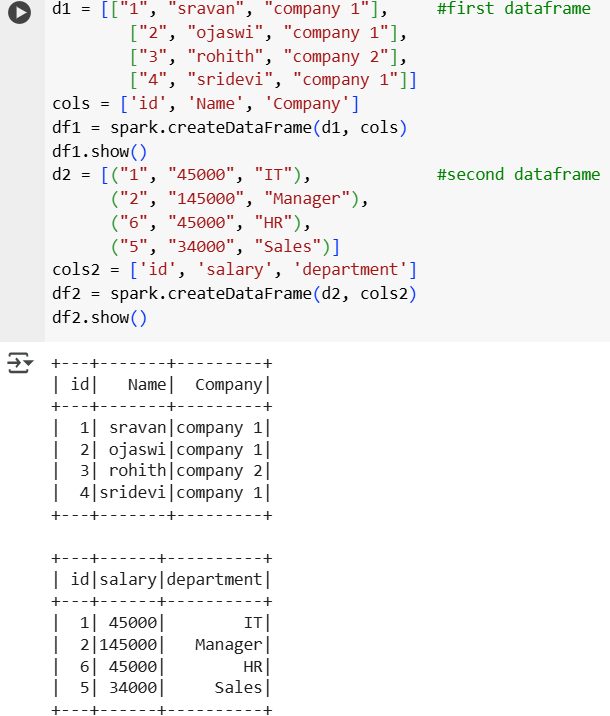 d1 = [["1", "sravan", "company 1"],     #first dataframe
       ["2", "ojaswi", "company 1"],
       ["3", "rohith", "company 2"],
       ["4", "sridevi", "company 1"]]
cols = ['id', 'Name', 'Company']
df1 = spark.createDataFrame(d1, cols)
df1.show()
d2 = [("1", "45000", "IT"),             #second dataframe
     ("2", "145000", "Manager"),
     ("6", "45000", "HR"),
     ("5", "34000", "Sales")]
cols2 = ['id', 'salary', 'department']
df2 = spark.createDataFrame(d2, cols2)
df2.show()
+---+-------+---------+
| id|   Name|  Company|
+---+-------+---------+
|  1| sravan|company 1|
|  2| ojaswi|company 1|
|  3| rohith|company 2|
|  4|sridevi|company 1|
+---+-------+---------+
+---+------+----------+
| id|salary|department|
+---+------+----------+
|  1| 45000|        IT|
|  2|145000|   Manager|
|  6| 45000|        HR|
|  5| 34000|     Sales|
+---+------+----------+